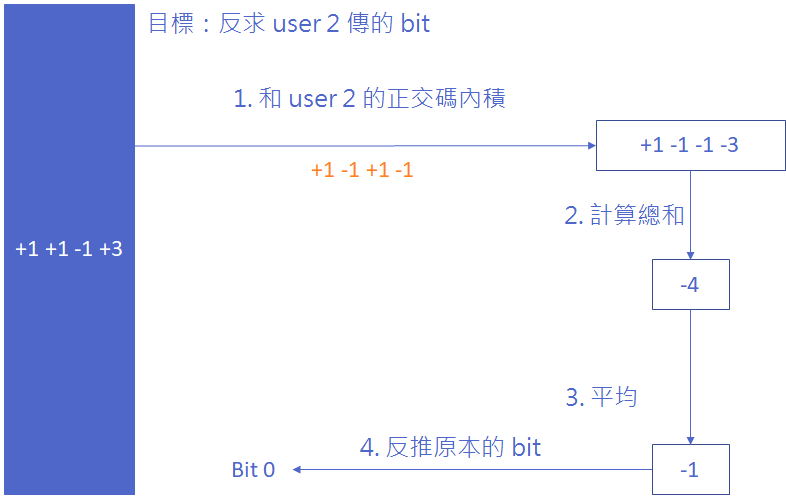 目標：反求 user 2 傳的 bit
1. 和 user 2 的正交碼內積
+1 -1 -1 -3
+1 -1 +1 -1
2. 計算總和
+1 +1 -1 +3
-4
3. 平均
4. 反推原本的 bit
Bit 0
-1